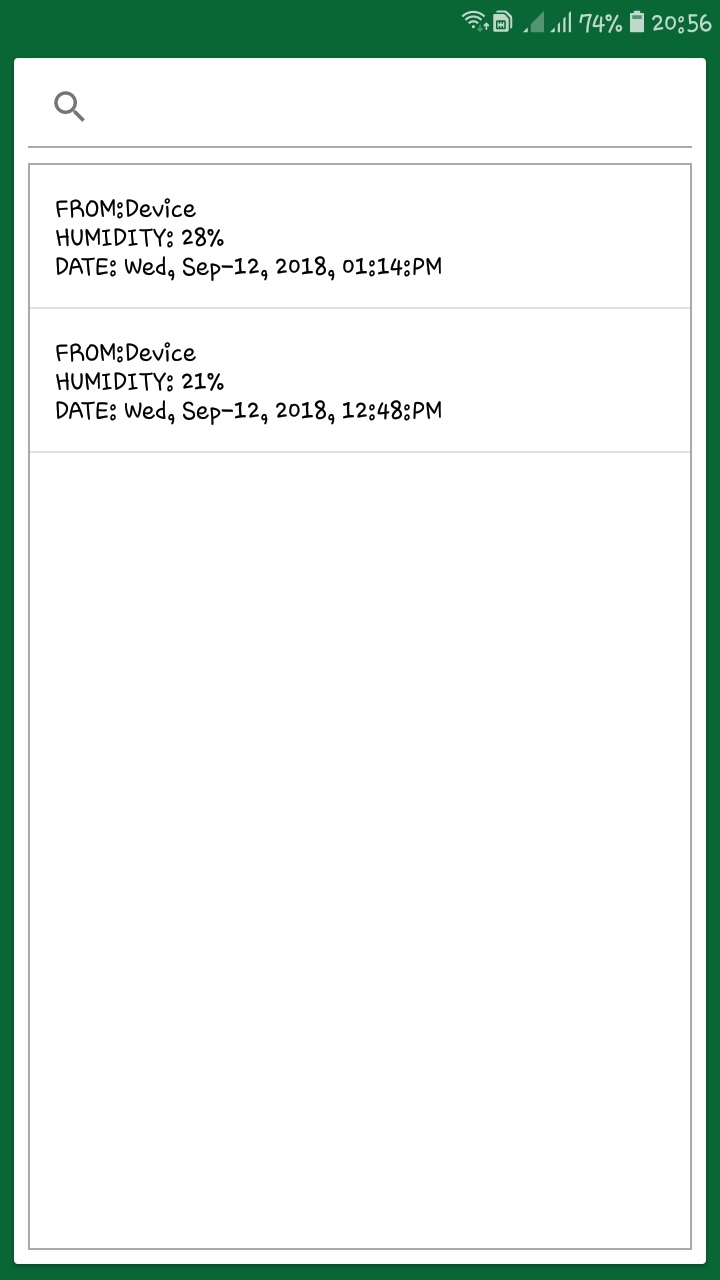 74% 20:56
FROM:Device
HUMIDITY: 28%
DATE: Wed, Sep-12, 2018, 01:14:PM
FROM:Device
HUMIDITY: 21%
DATE: Wed, Sep-12, 2018, 12:48:PM